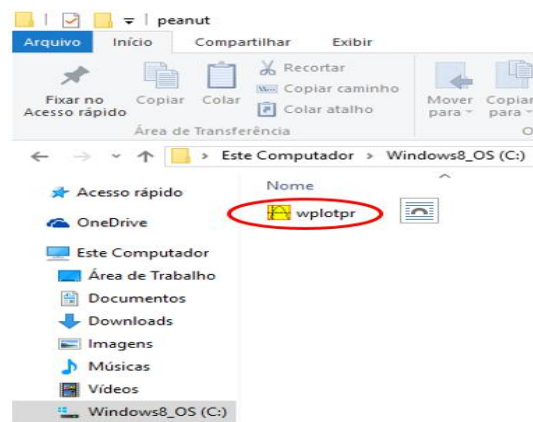 peanut
Arquivo Início Compartilhar Exibir
Fixar no Acesso rápido
Copiar
Colar
Recortar
Copiar caminho
Colar atalho
Mover para
Copiar para
Área de Transferência
O
Este Computador > Windows8_OS (C:)
Acesso rápido
OneDrive
Este Computador
Área de Trabalho
Documentos
Downloads
Imagens
Músicas
Vídeos
Windows8_OS (C:)
Nome
wplotpr